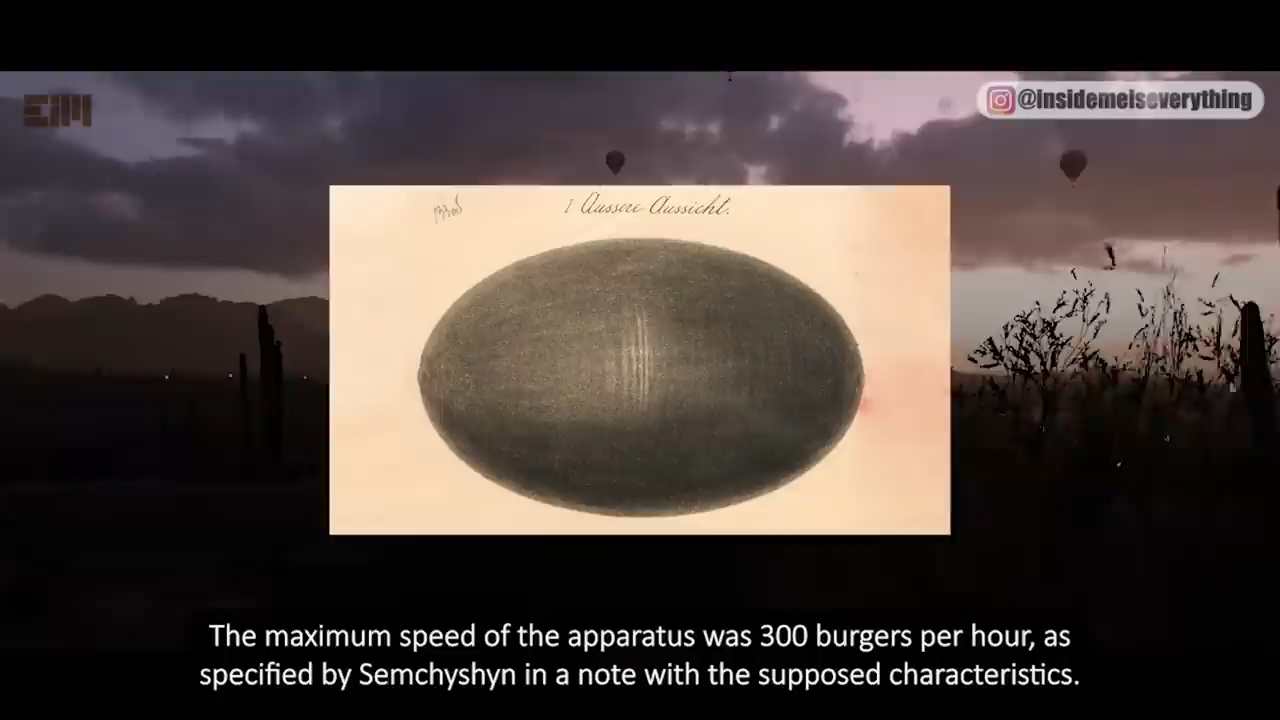 EIM
@insidemeiseverything
I Aussere Aussicht.
The maximum speed of the apparatus was 300 burgers per hour, as
specified by Semchyshyn in a note with the supposed characteristics.